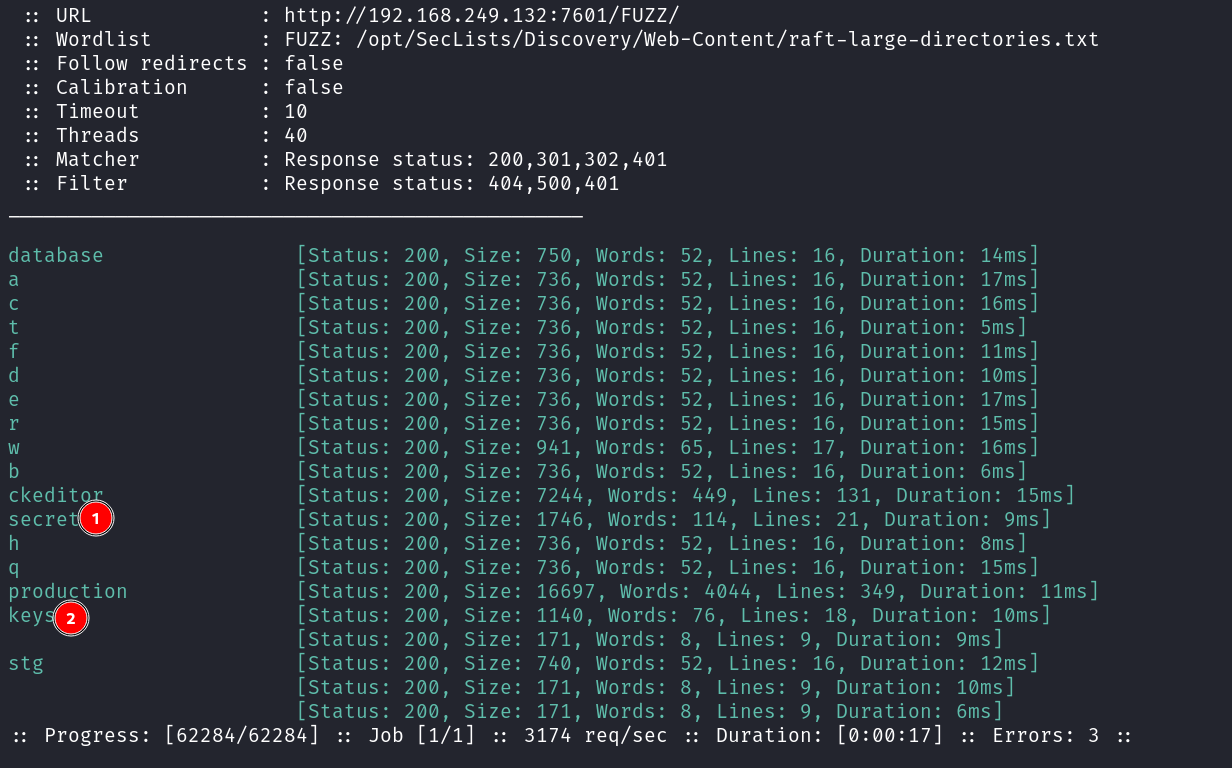 :: URL : http://192.168.249.132:7601/FUZZ/
:: Wordlist : FUZZ: /opt/SecLists/Discovery/Web-Content/raft-large-directories.txt
:: Follow redirects : false
:: Calibration : false
:: Timeout : 10
:: Threads : 40
:: Matcher : Response status: 200,301,302,401
:: Filter : Response status: 404,500,401
database [Status: 200, Size: 750, Words: 52, Lines: 16, Duration: 14ms]
a [Status: 200, Size: 736, Words: 52, Lines: 16, Duration: 17ms]
c [Status: 200, Size: 736, Words: 52, Lines: 16, Duration: 16ms]
t [Status: 200, Size: 736, Words: 52, Lines: 16, Duration: 5ms]
f [Status: 200, Size: 736, Words: 52, Lines: 16, Duration: 11ms]
d [Status: 200, Size: 736, Words: 52, Lines: 16, Duration: 10ms]
e [Status: 200, Size: 736, Words: 52, Lines: 16, Duration: 17ms]
r [Status: 200, Size: 736, Words: 52, Lines: 16, Duration: 15ms]
w [Status: 200, Size: 941, Words: 65, Lines: 17, Duration: 16ms]
b [Status: 200, Size: 736, Words: 52, Lines: 16, Duration: 6ms]
ckeditor [Status: 200, Size: 7244, Words: 449, Lines: 131, Duration: 15ms]
secret 1 [Status: 200, Size: 1746, Words: 114, Lines: 21, Duration: 9ms]
h [Status: 200, Size: 736, Words: 52, Lines: 16, Duration: 8ms]
q [Status: 200, Size: 736, Words: 52, Lines: 16, Duration: 15ms]
production [Status: 200, Size: 16697, Words: 4044, Lines: 349, Duration: 11ms]
keys 2 [Status: 200, Size: 1140, Words: 76, Lines: 18, Duration: 10ms]
[Status: 200, Size: 171, Words: 8, Lines: 9, Duration: 9ms]
stg [Status: 200, Size: 740, Words: 52, Lines: 16, Duration: 12ms]
[Status: 200, Size: 171, Words: 8, Lines: 9, Duration: 10ms]
[Status: 200, Size: 171, Words: 8, Lines: 9, Duration: 6ms]
:: Progress: [62284/62284] :: Job [1/1] :: 3174 req/sec :: Duration: [0:00:17] :: Errors: 3 ::